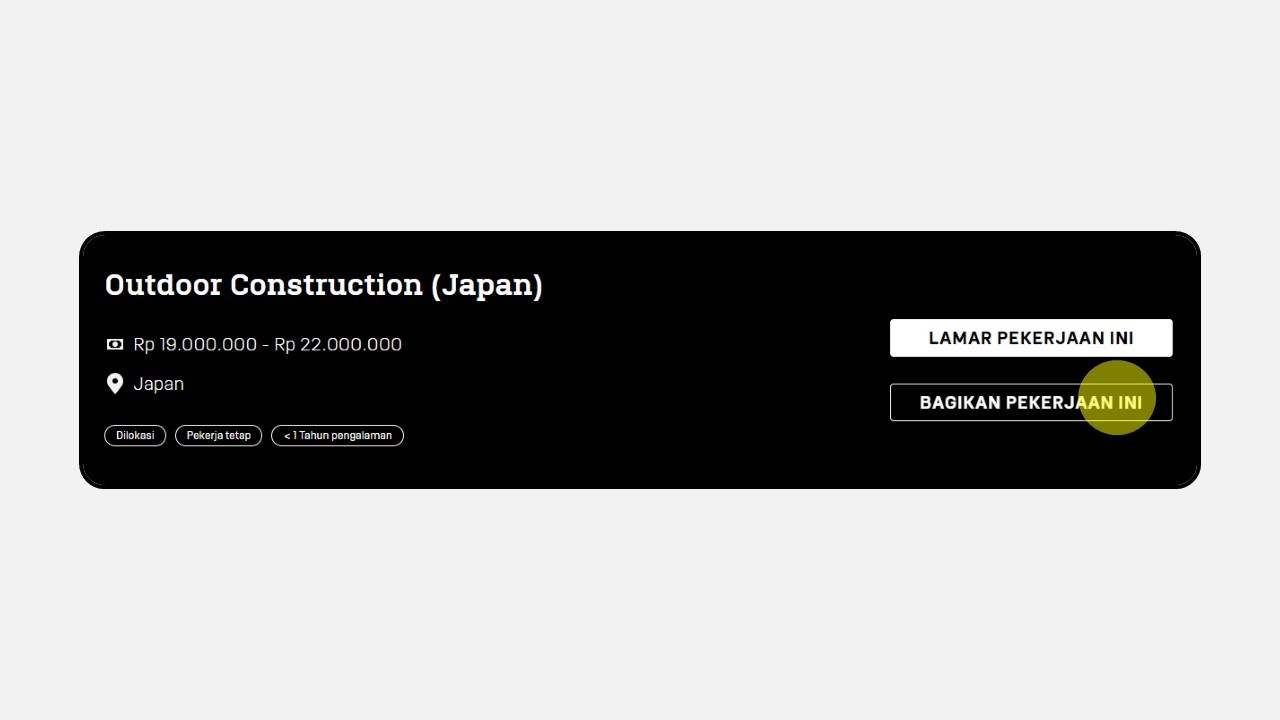 Outdoor Construction (Japan)
Rp 19.000.000 - Rp 22.000.000
Japan
Dilokasi
Pekerja tetap
< 1 Tahun pengalaman
LAMAR PEKERJAAN INI
BAGIKAN PEKERJAAN INI